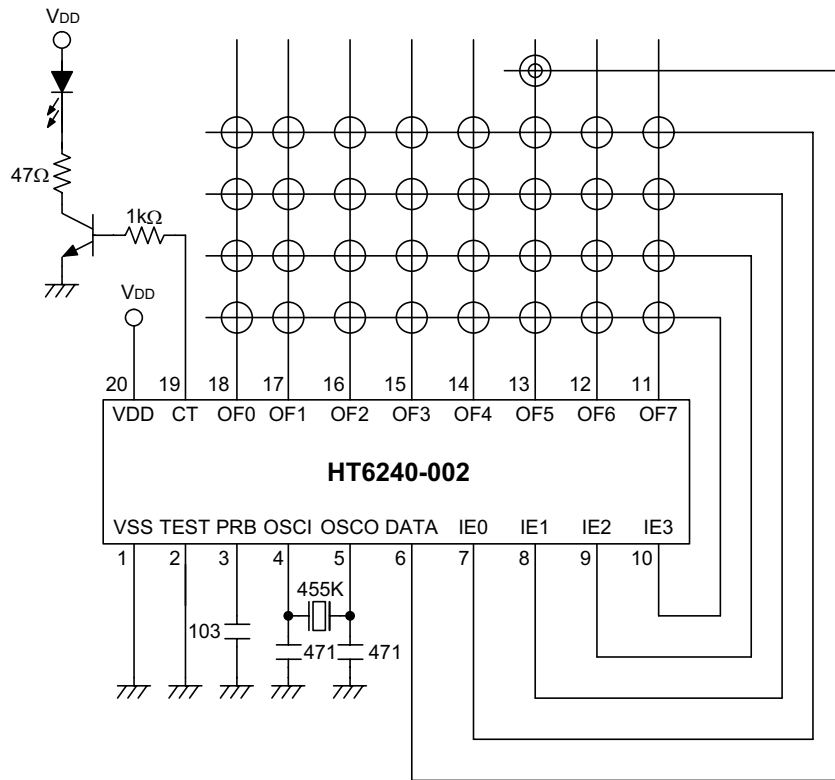 VDD
47Ω
1kΩ
VDD
20 19 18 17 16 15 14 13 12 11
VDD CT OF0 OF1 OF2 OF3 OF4 OF5 OF6 OF7
HT6240-002
VSS TEST PRB OSCI OSCO DATA IE0 IE1 IE2 IE3
1 2 3 4 5 6 7 8 9 10
455K
103 471 471